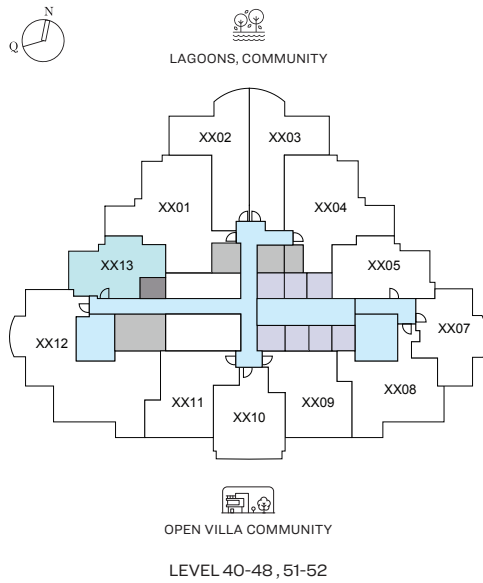 N
Q
LAGOONS, COMMUNITY
XX02 XX03
XX01 XX04
XX13 XX05
XX12 XX07
XX11 XX10 XX09 XX08
OPEN VILLA COMMUNITY
LEVEL 40-48 , 51-52